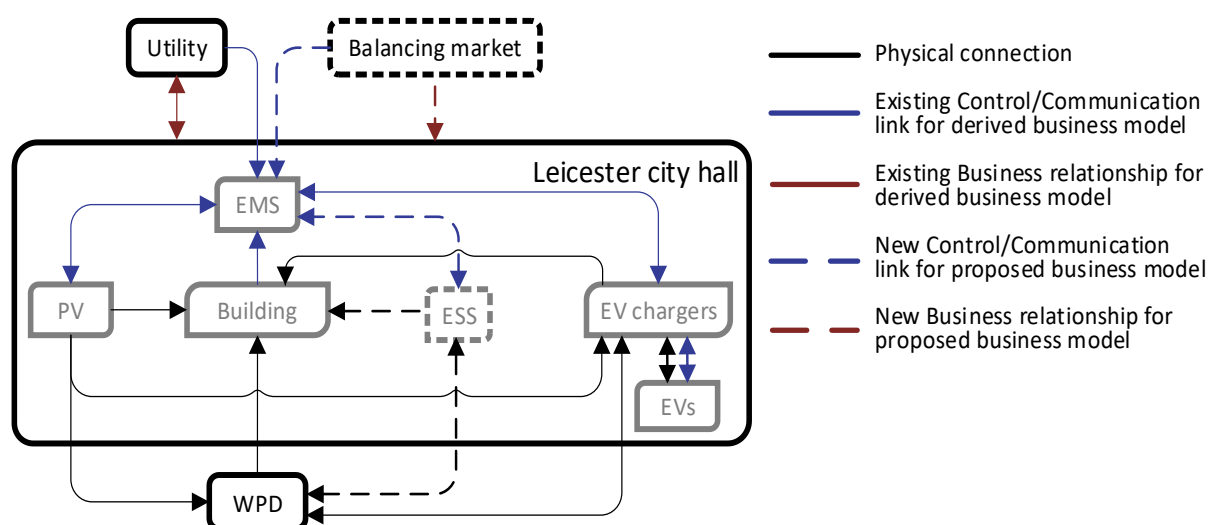 Utility
Balancing market
Leicester city hall
EMS
PV
Building
ESS
EV chargers
EVs
WPD
Physical connection
Existing Control/Communication
link for derived business model
Existing Business relationship for
derived business model
New Control/Communication
link for proposed business model
New Business relationship for
proposed business model